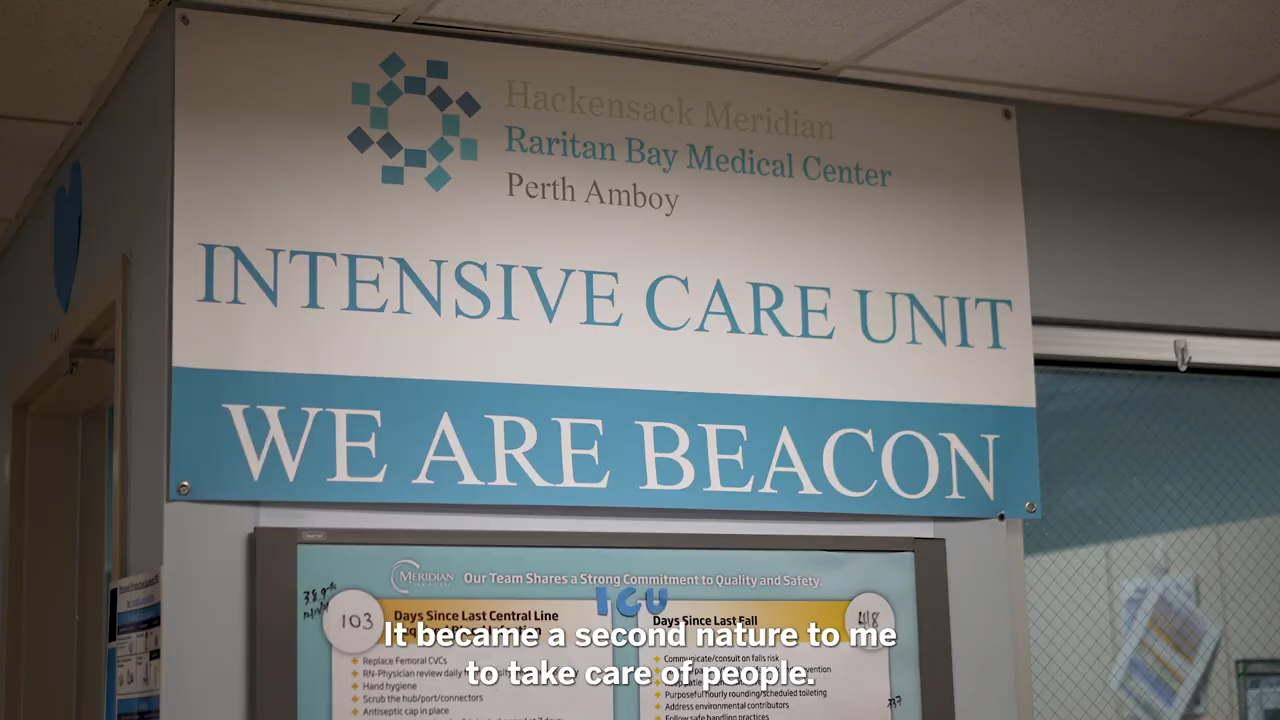 Hackensack Meridian
Raritan Bay Medical Center
Perth Amboy
INTENSIVE CARE UNIT
WE ARE BEACON
MERIDIAN
Our Team Shares a Strong Commitment to Quality and Safety.
ICU
103
Days Since Last Central Line
Days Since Last Fall
It became a second nature to me
to take care of people.
Replace Femoral CVCs
RN-Physician review daily
Hand hygiene
Scrub the hub/port/connectors
Antiseptic cap in place
Communicate/consult on falls risk
Purposeful hourly rounding/scheduled toileting
Address environmental contributors
Follow safe handling practices